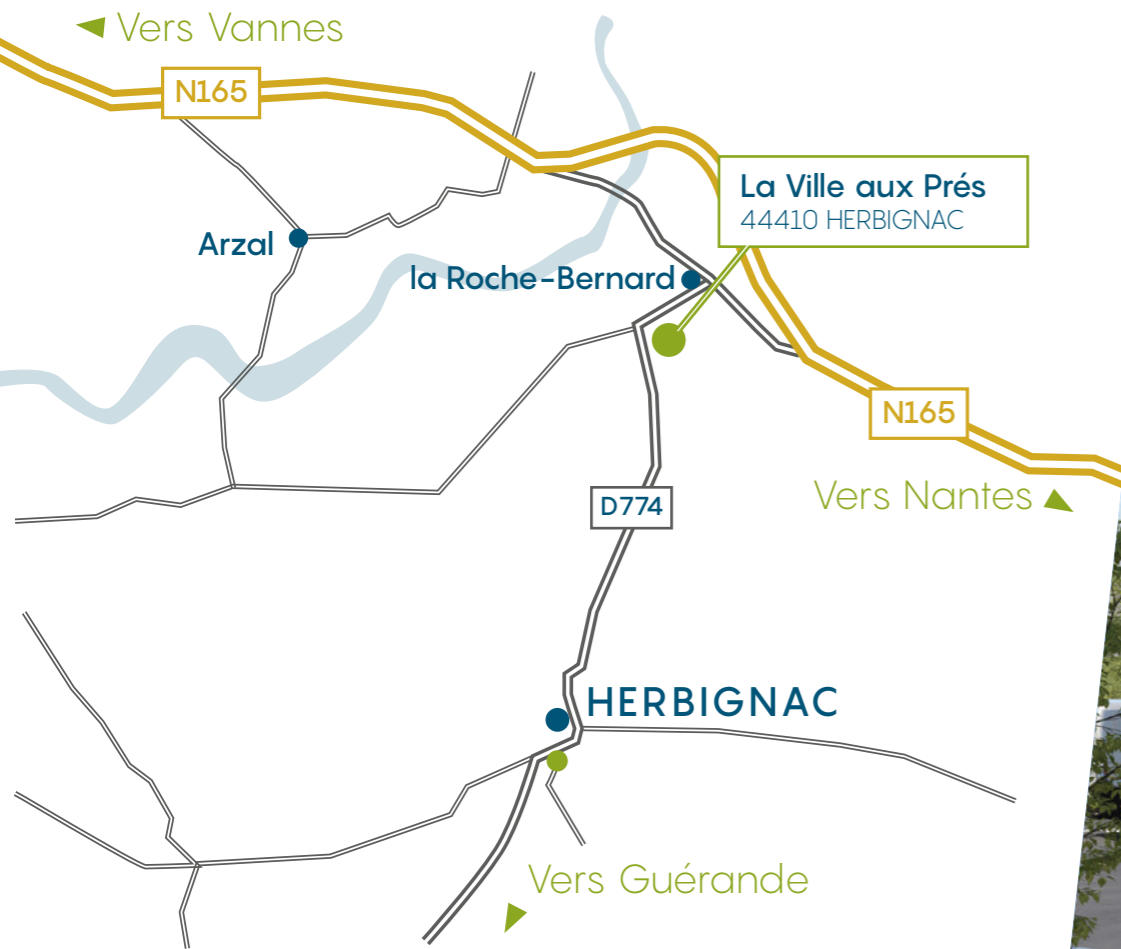 Vers Vannes
N165
La Ville aux Prés
44410 HERBIGNAC
Arzal
la Roche-Bernard
N165
Vers Nantes
D774
HERBIGNAC
Vers Guérande